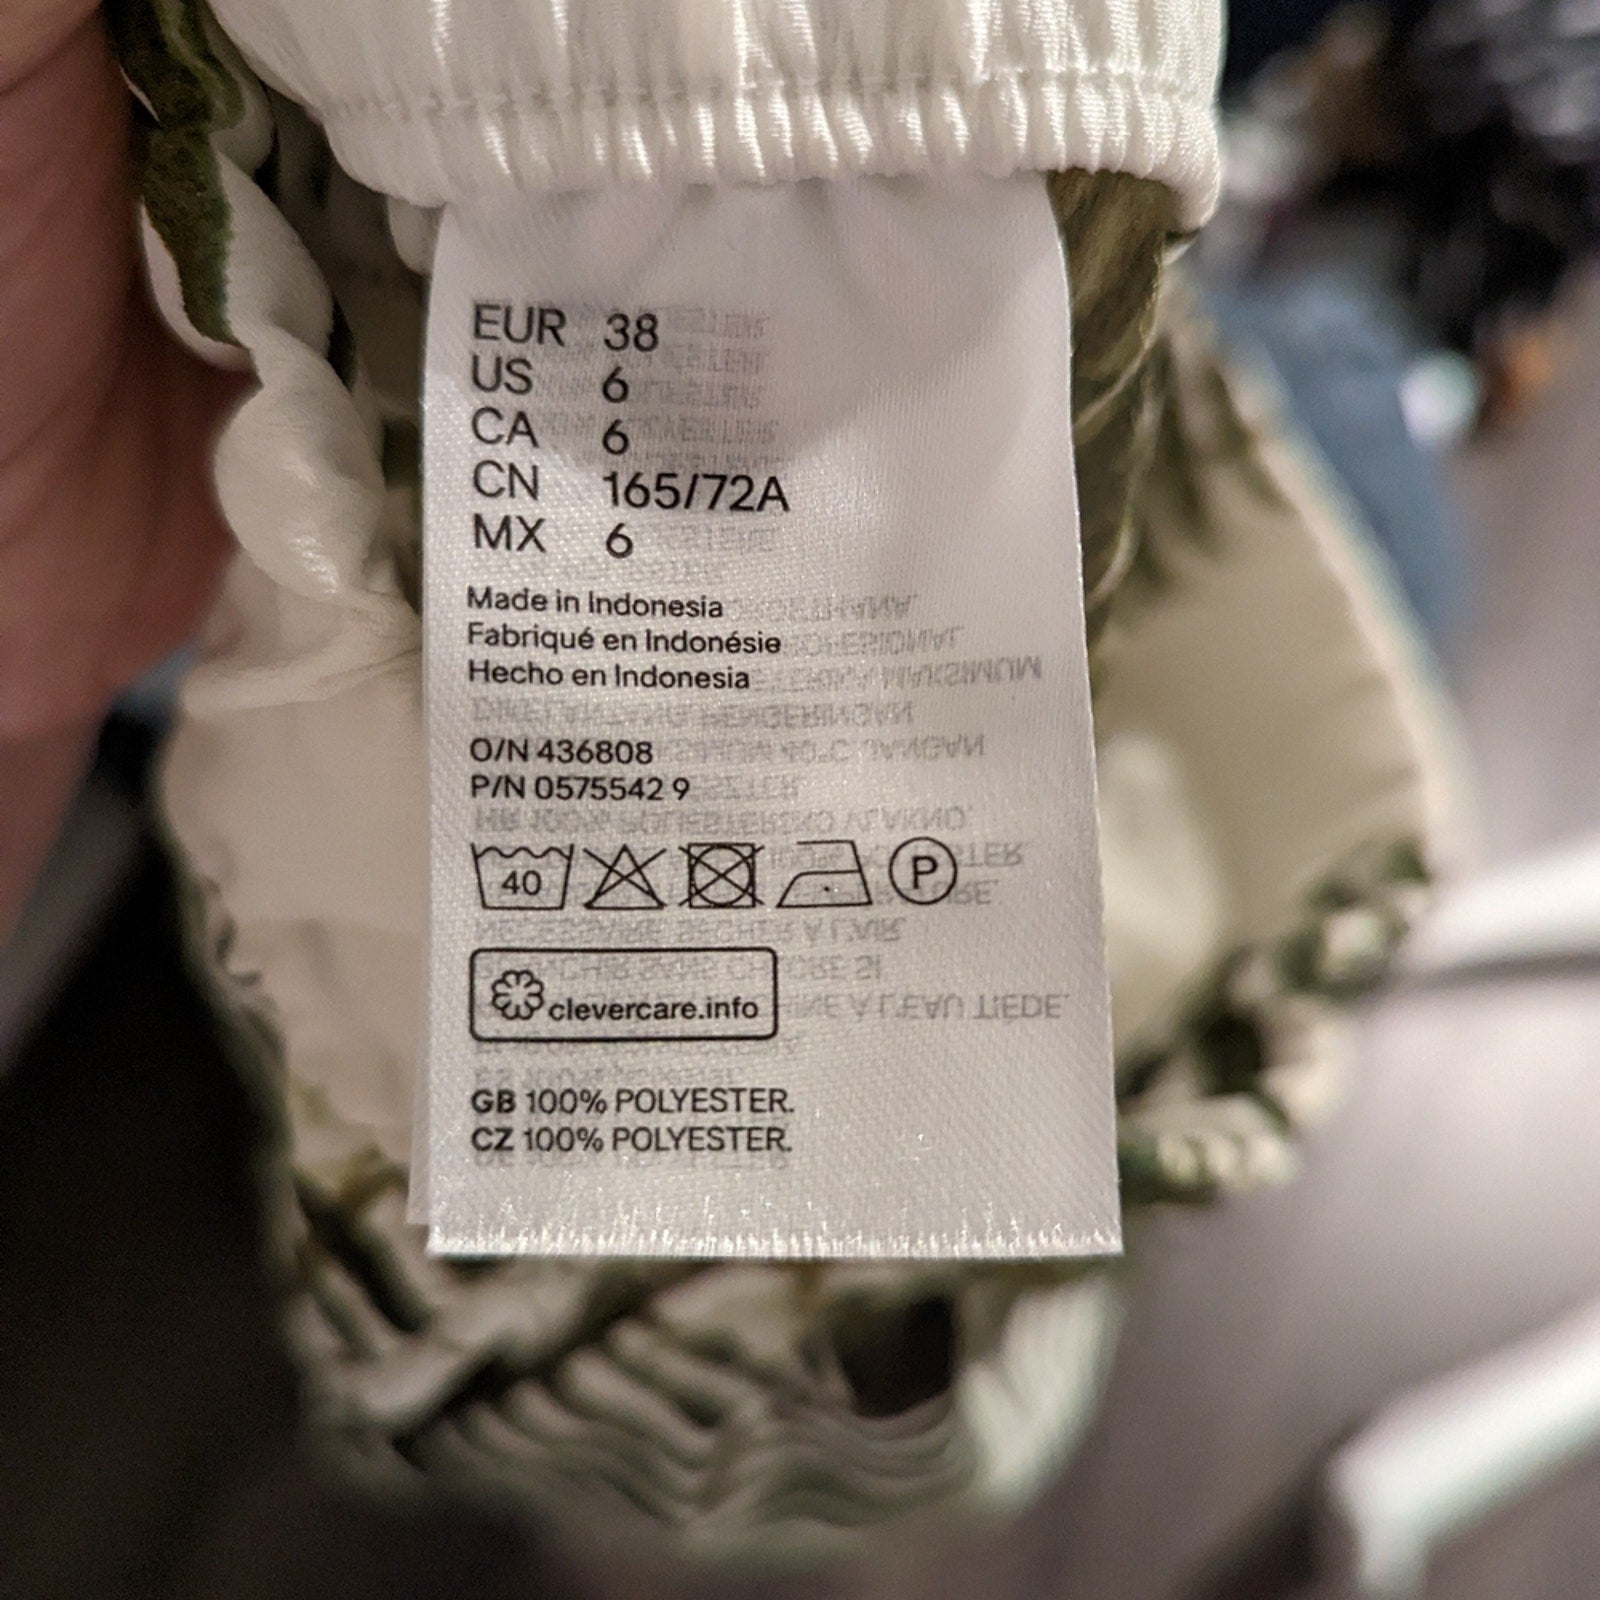 EUR 38
US 6
CA 6
CN 165/72A
MX 6
Made in Indonesia
Fabriqué en Indonésie
Hecho en Indonesia
O/N 436808
P/N 0575542 9
40 P
clevercare.info
GB 100% POLYESTER.
CZ 100% POLYESTER.